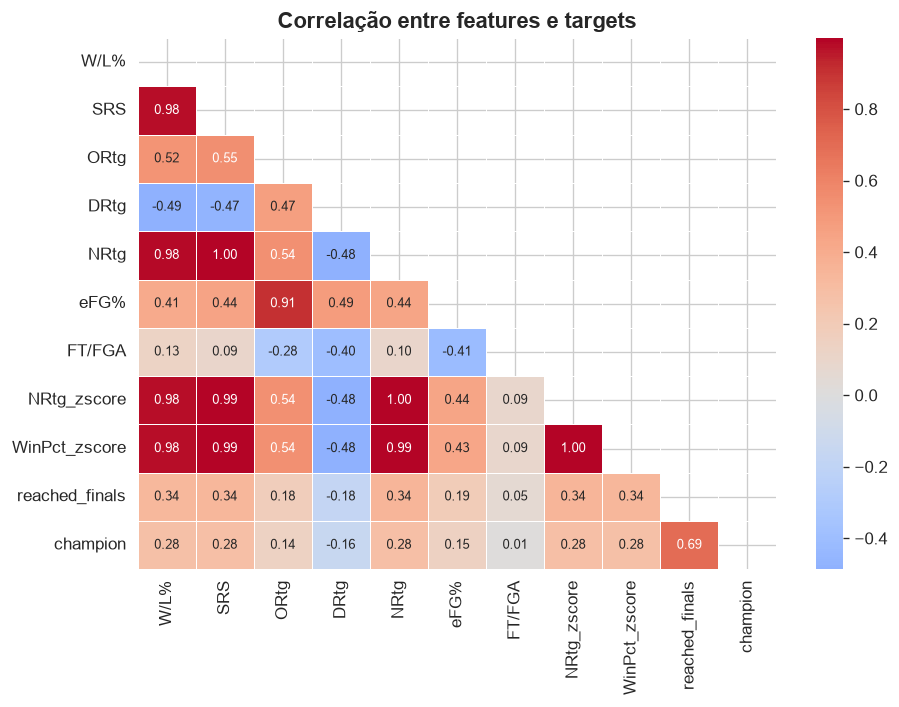 Correlação entre features e targets
W/L%
SRS 0.98
ORtg 0.52 0.55
DRtg -0.49 -0.47 0.47
NRtg 0.98 1.00 0.54 -0.48
eFG% 0.41 0.44 0.91 0.49 0.44
FT/FGA 0.13 0.09 -0.28 -0.40 0.10 -0.41
NRtg_zscore 0.98 0.99 0.54 -0.48 1.00 0.44 0.09
WinPct_zscore 0.98 0.99 0.54 -0.48 0.99 0.43 0.09 1.00
reached_finals 0.34 0.34 0.18 -0.18 0.34 0.19 0.05 0.34 0.34
champion 0.28 0.28 0.14 -0.16 0.28 0.15 0.01 0.28 0.28 0.69
W/L% SRS ORtg DRtg NRtg eFG% FT/FGA NRtg_zscore WinPct_zscore reached_finals champion
0.8
0.6
0.4
0.2
0.0
-0.2
-0.4